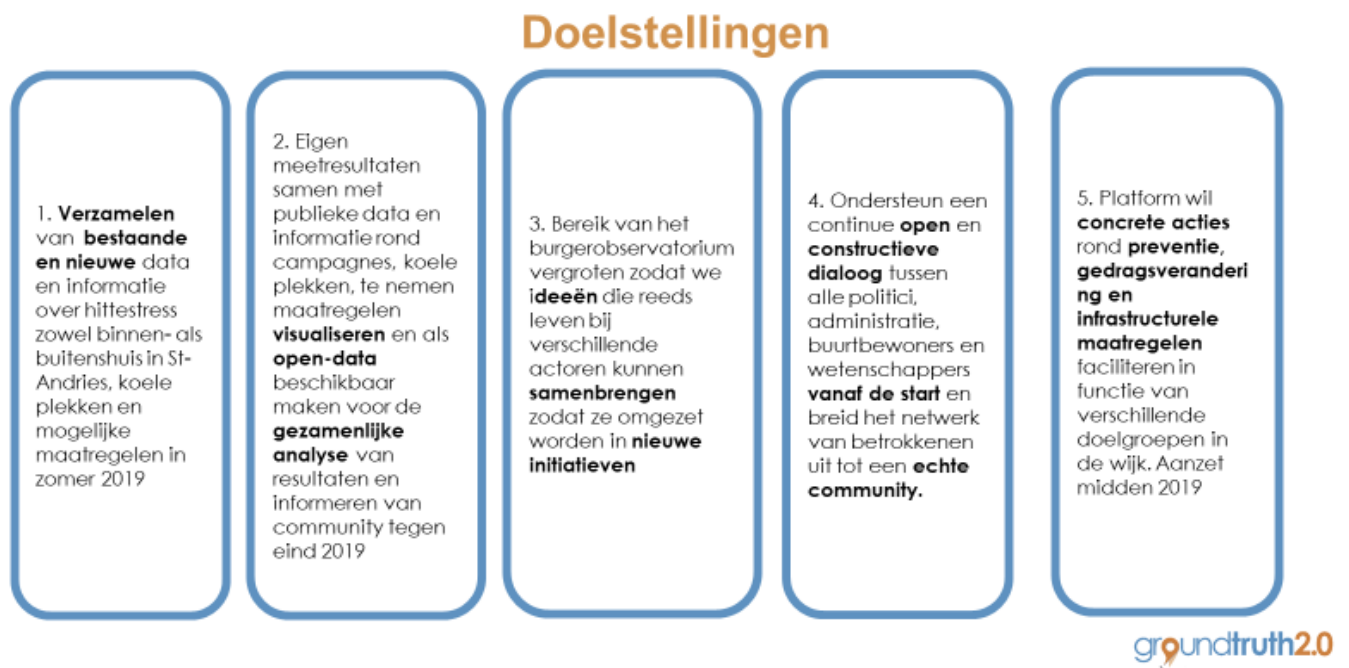 Doelstellingen
1. Verzamelen
van bestaande
en nieuwe data
en informatie
over hittestress
zowel binnen- als
buitenshuis in St-
Andries, koele
plekken en
mogelijke
maatregelen in
zomer 2019
2. Eigen
meetresultaten
samen met
publieke data en
informatie rond
campagnes, koele
plekken, te nemen
maatregelen
visualiseren en als
open-data
beschikbaar
maken voor de
gezamenlijke
analyse van
resultaten en
informeren van
community tegen
eind 2019
3. Bereik van het
burgerobservatorium
vergroten zodat we
ideeën die reeds
leven bij
verschillende
actoren kunnen
samenbrengen
zodat ze omgezet
worden in nieuwe
initiatieven
4. Ondersteun een
continue open en
constructieve
dialoog tussen
alle politici,
administratie,
buurtbewoners en
wetenschappers
vanaf de start en
breid het netwerk
van betrokkenen
uit tot een echte
community.
5. Platform wil
concrete acties
rond preventie,
gedragsveranderi
ng en
infrastructurele
maatregelen
faciliteren in
functie van
verschillende
doelgroepen in
de wijk. Aanzet
midden 2019
groundtruth2.0